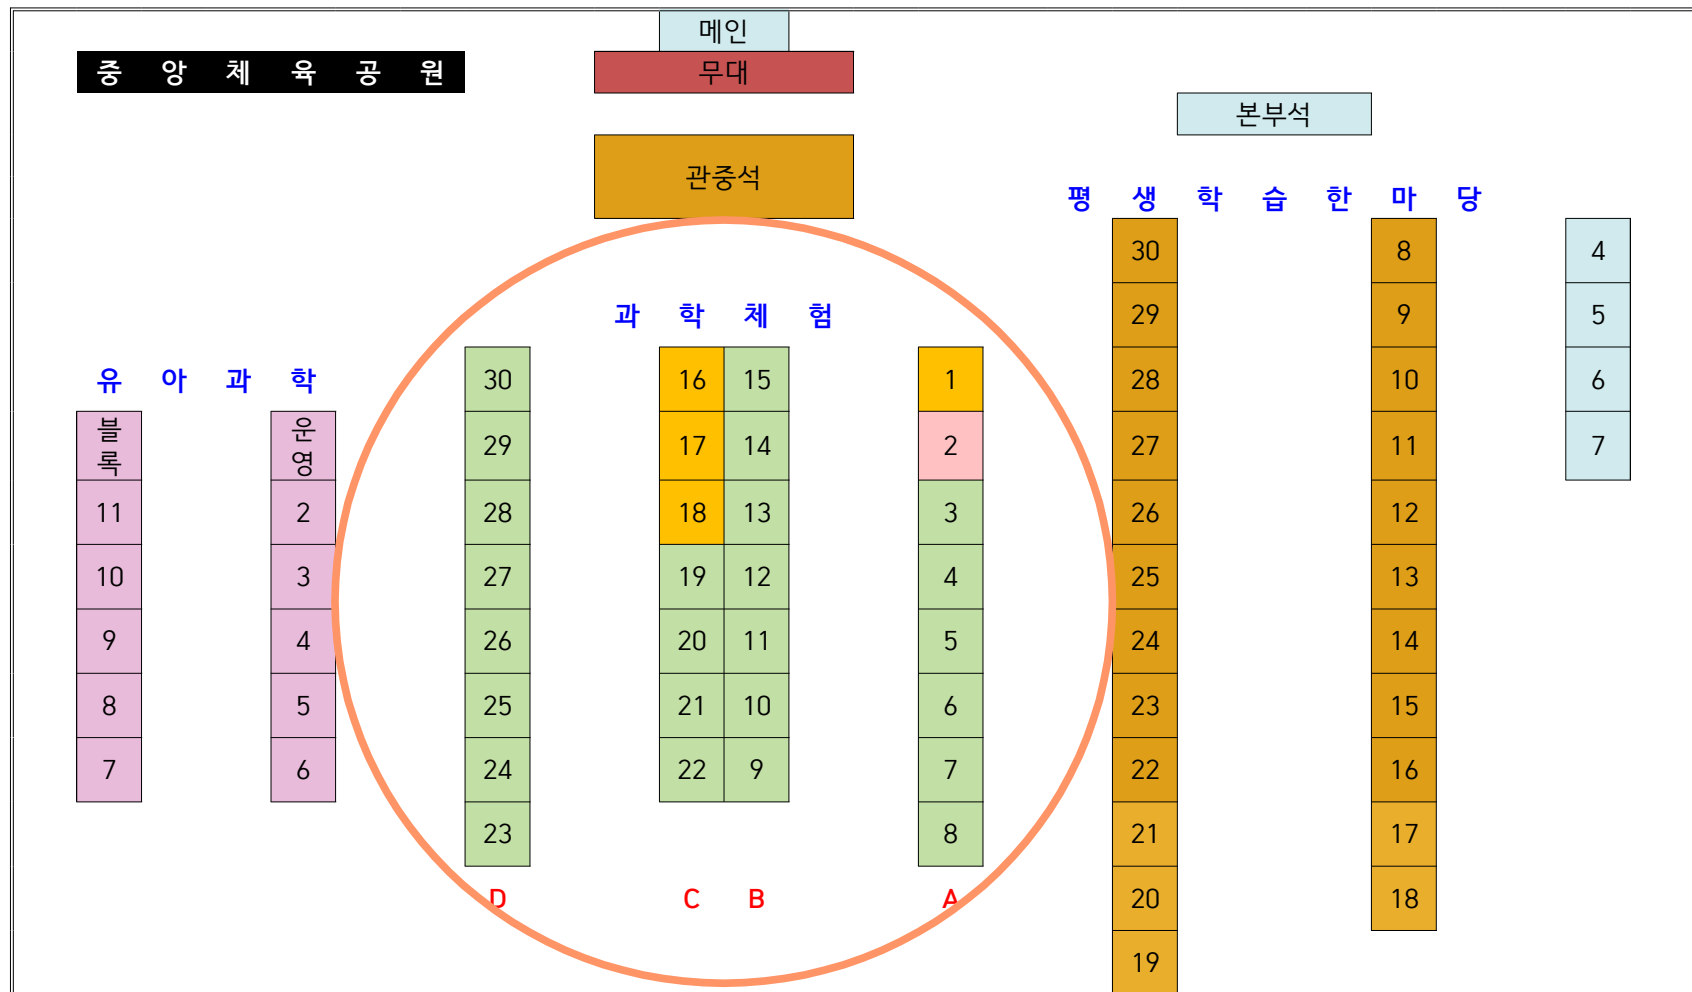 메인
중 앙 체 육 공 원 무대
본부석
관중석
평 생 학 습 한 마 당
30 8 4
과 학 체 험 29 9 5
유 아 과 학 30 16 15 1 28 10 6
블록 운영 29 17 14 2 27 11 7
11 2 28 18 13 3 26 12
10 3 27 19 12 4 25 13
9 4 26 20 11 5 24 14
8 5 25 21 10 6 23 15
7 6 24 22 9 7 22 16
23 8 21 17
D C B A 20 18
19